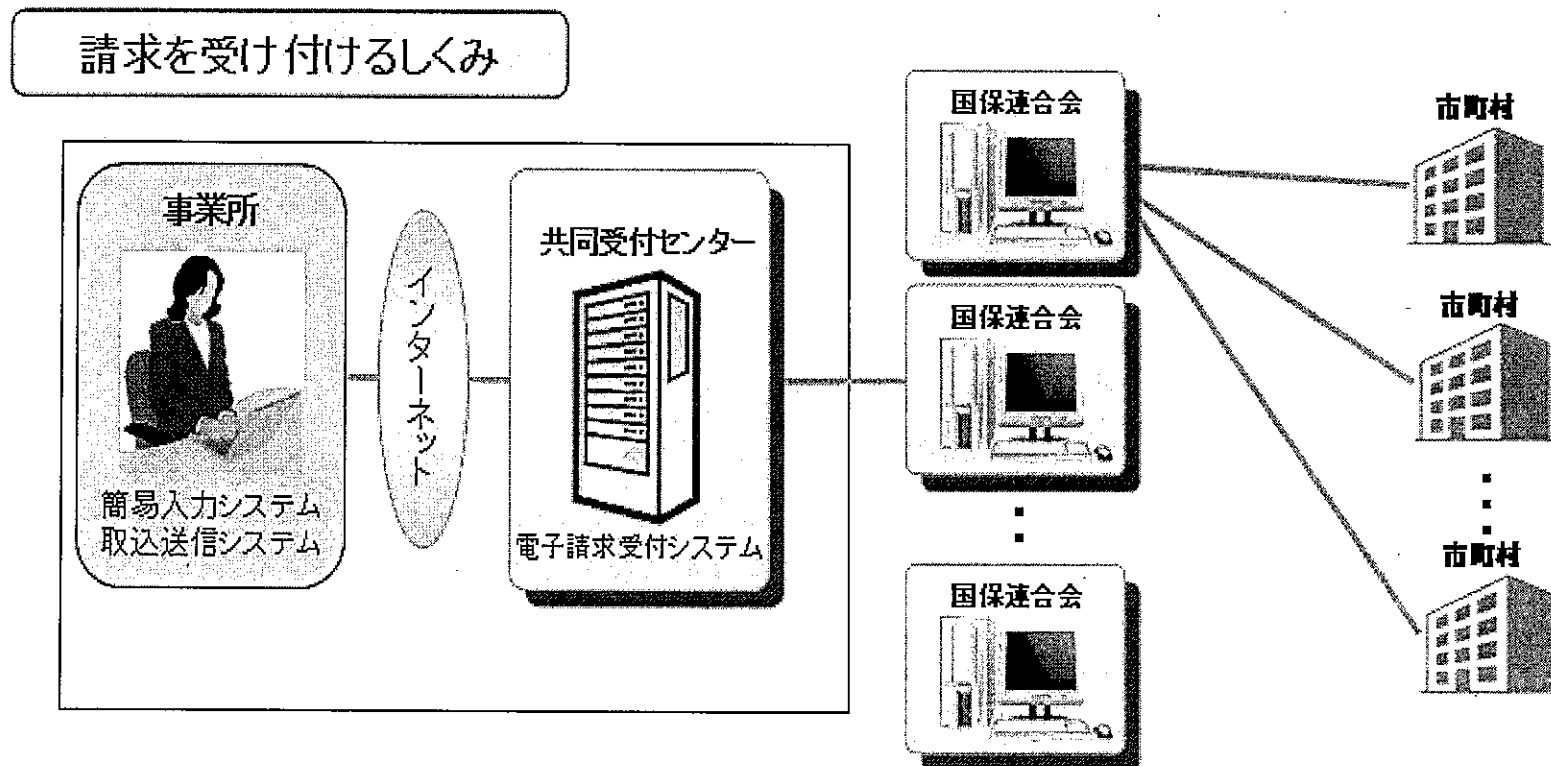 請求を受け付けるしくみ
事業所
簡易入力システム
取込送信システム
インターネット
共同受付センター
電子請求受付システム
国保連合会
国保連合会
国保連合会
市町村
市町村
市町村